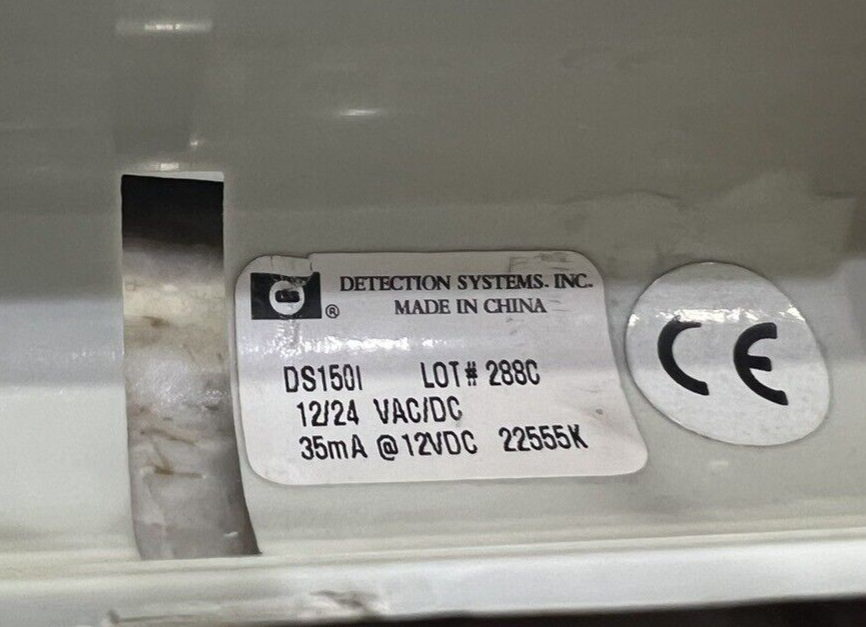 DETECTION SYSTEMS. INC.
® MADE IN CHINA
DS150I LOT# 288C
12/24 VAC/DC
35mA @12VDC 22555K
CE